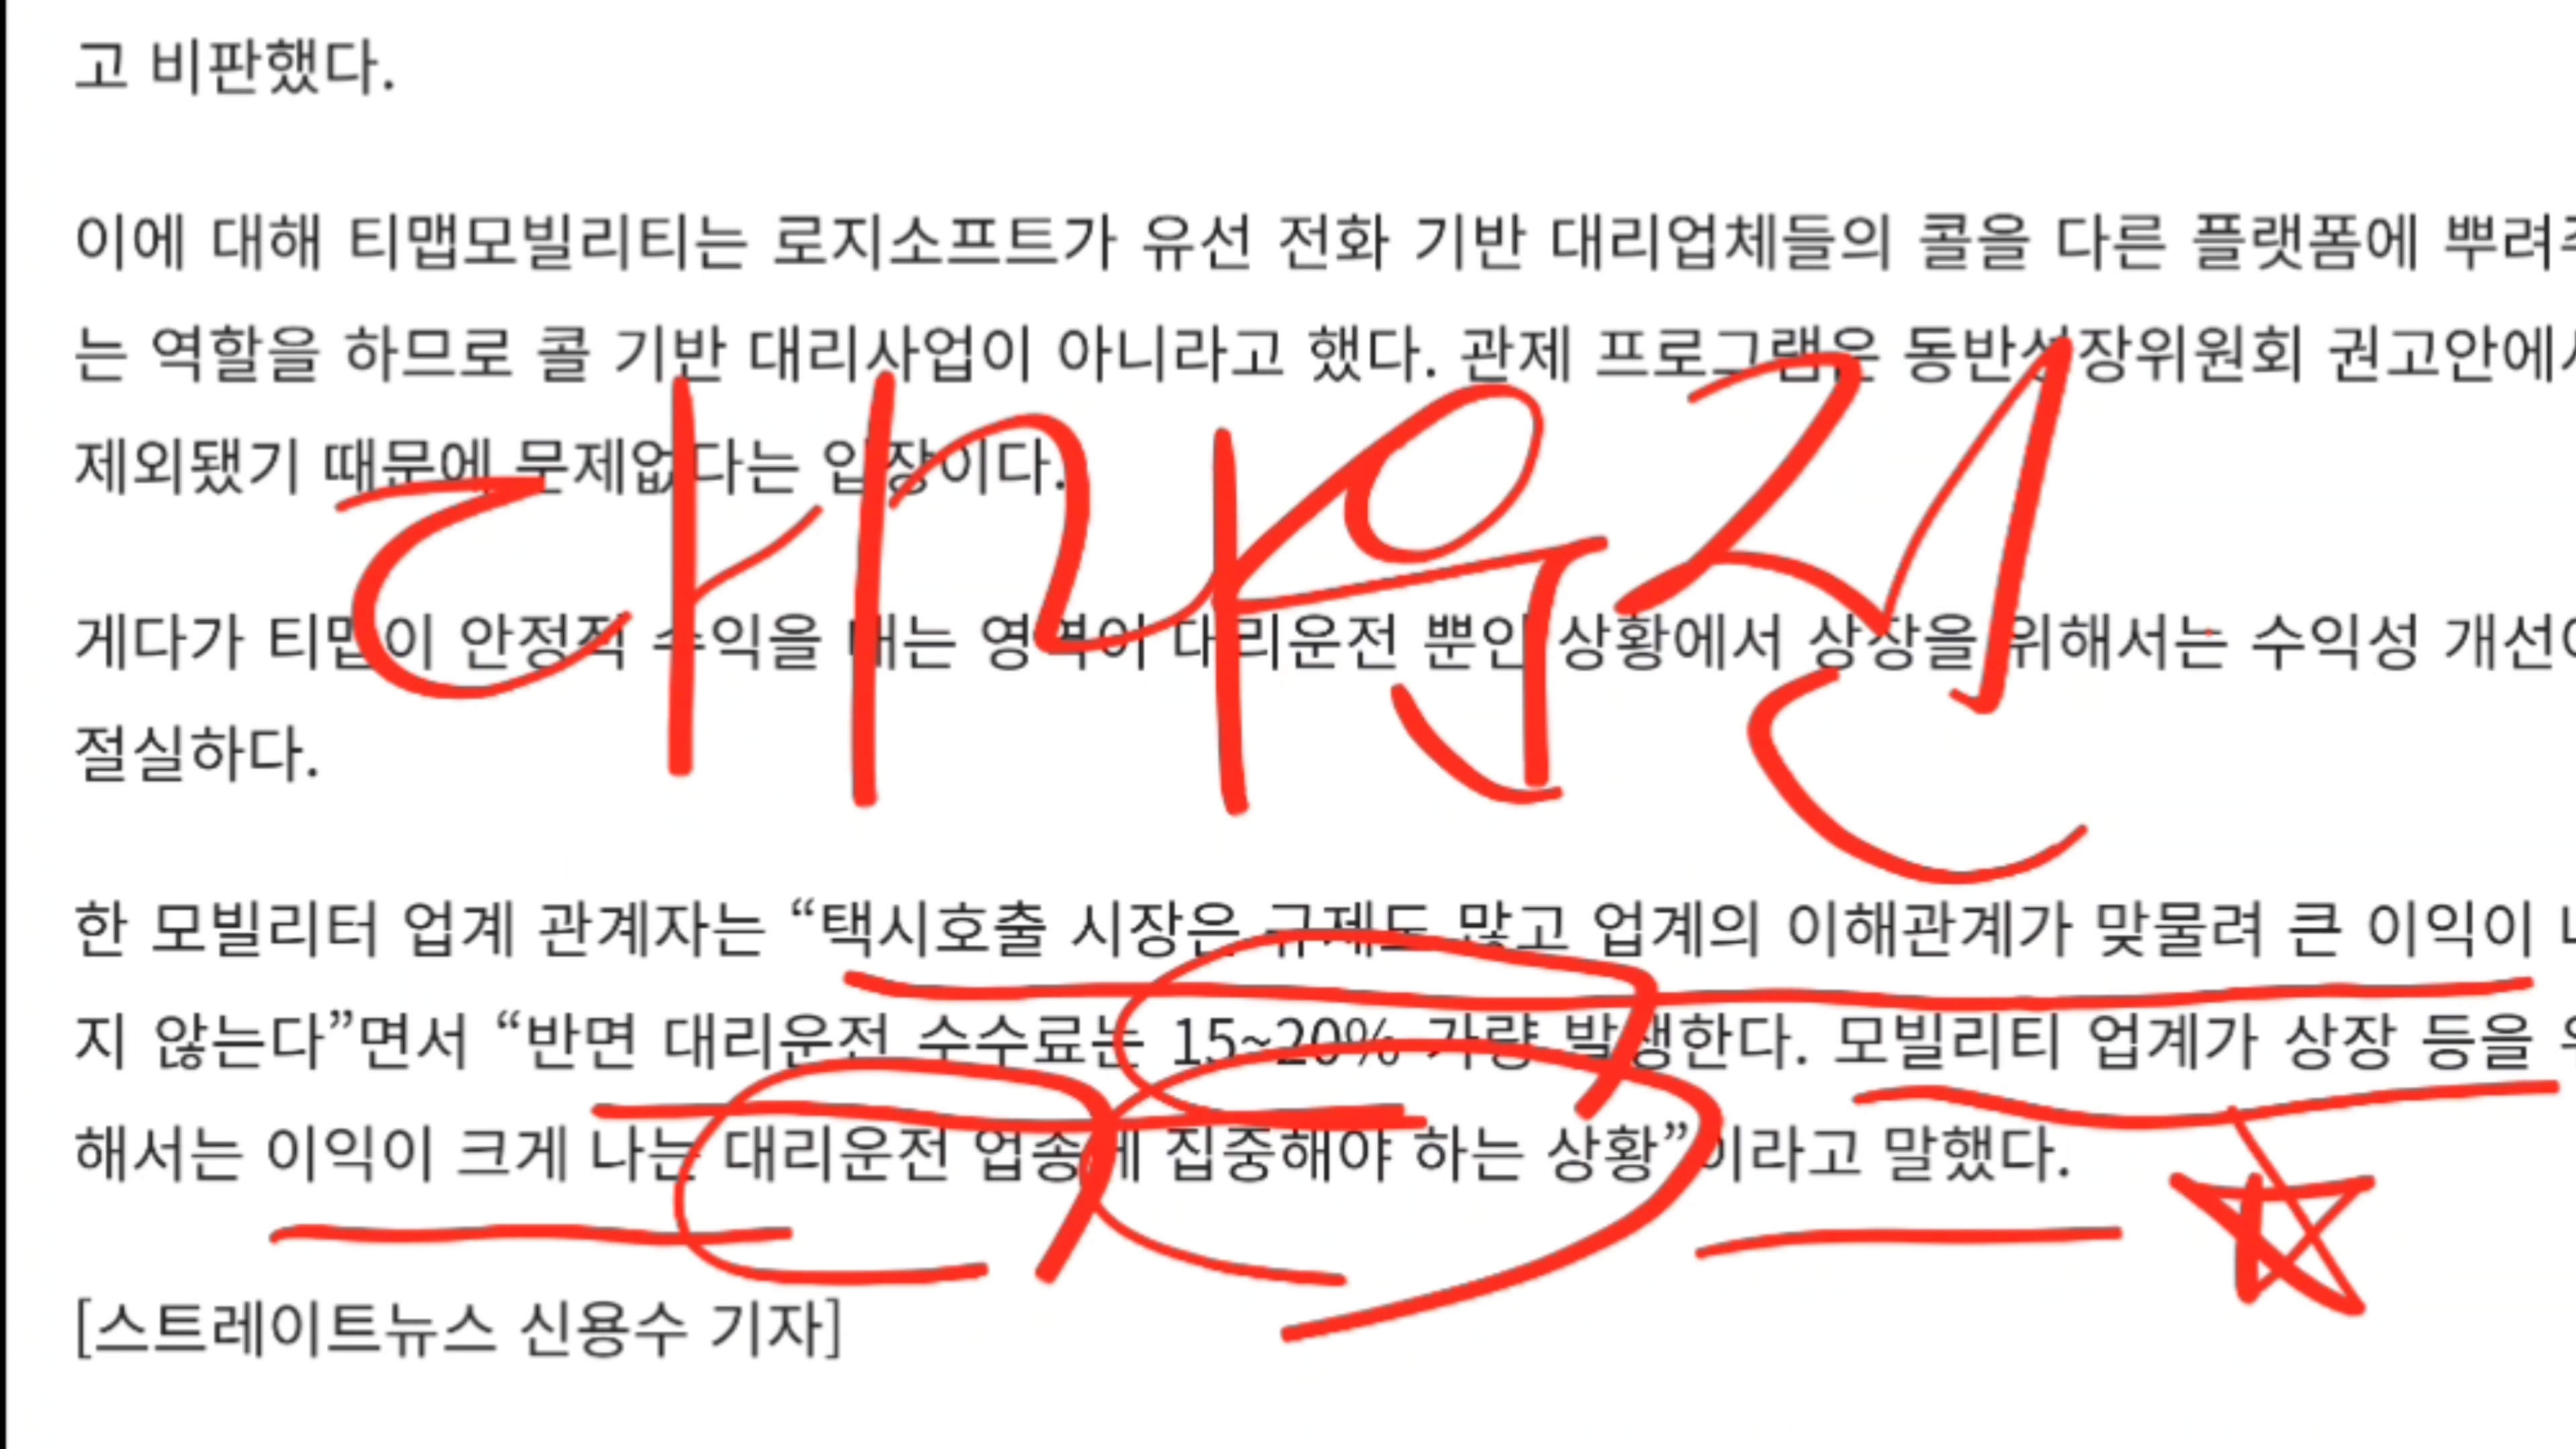 고 비판했다.
이에 대해 티맵모빌리티는 로지소프트가 유선 전화 기반 대리업체들의 콜을 다른 플랫폼에 뿌려주
는 역할을 하므로 콜 기반 대리사업이 아니라고 했다. 관제 프로그램은 동반성장위원회 권고안에서
제외됐기 때문에 문제없다는 입장이다.
대리운전
게다가 티맵이 안정적 수익을 내는 영역이 대리운전 뿐인 상황에서 상장을 위해서는 수익성 개선이
절실하다.
한 모빌리터 업계 관계자는 “택시호출 시장은 규제도 많고 업계의 이해관계가 맞물려 큰 이익이 나
지 않는다”면서 “반면 대리운전 수수료는 15~20% 가량 발생한다. 모빌리티 업계가 상장 등을 위
해서는 이익이 크게 나는 대리운전 업종에 집중해야 하는 상황”이라고 말했다.
[스트레이트뉴스 신용수 기자]